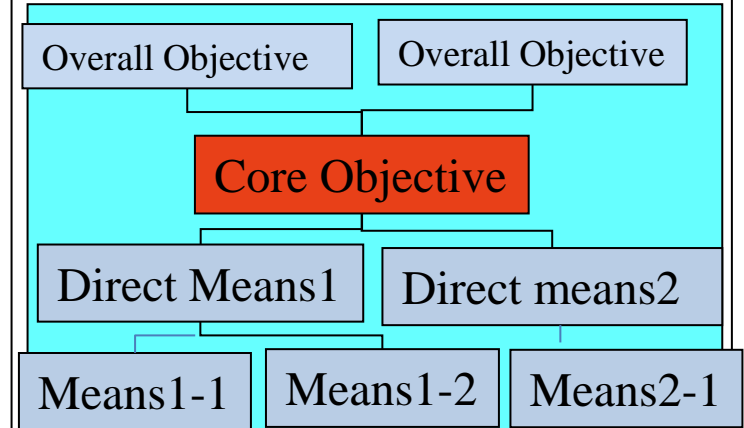 Overall Objective
Overall Objective
Core Objective
Direct Means1
Direct means2
Means1-1
Means1-2
Means2-1